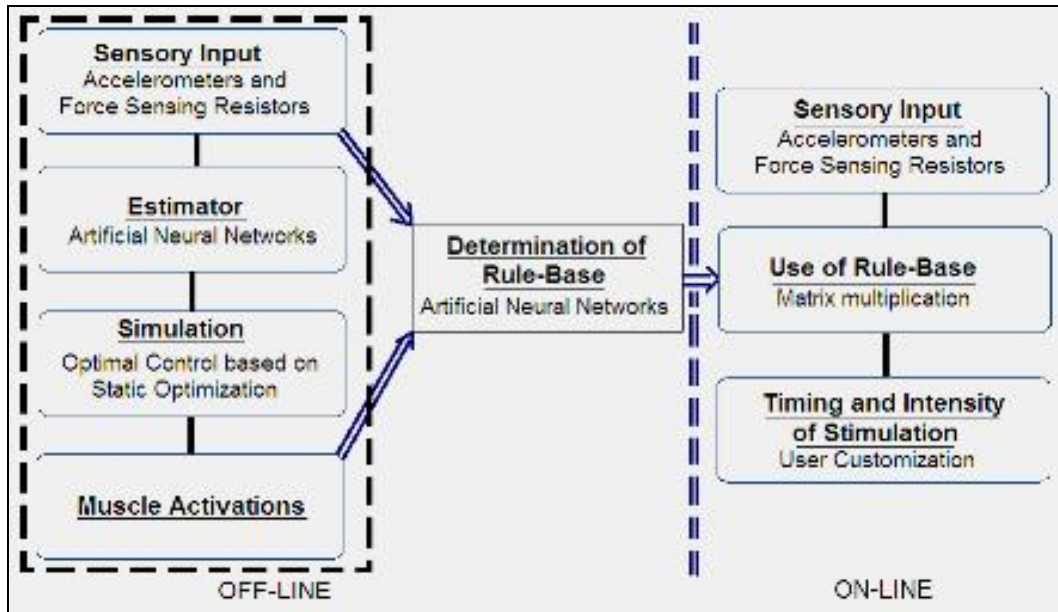 Sensory Input
Accelerometers and
Force Sensing Resistors
Estimator
Artificial Neural Networks
Simulation
Optimal Control based on
Static Optimization
Muscle Activations
OFF-LINE
Determination of
Rule-Base
Artificial Neural Networks
Sensory Input
Accelerometers and
Force Sensing Resistors
Use of Rule-Base
Matrix multiplication
Timing and Intensity
of Stimulation
User Customization
ON-LINE